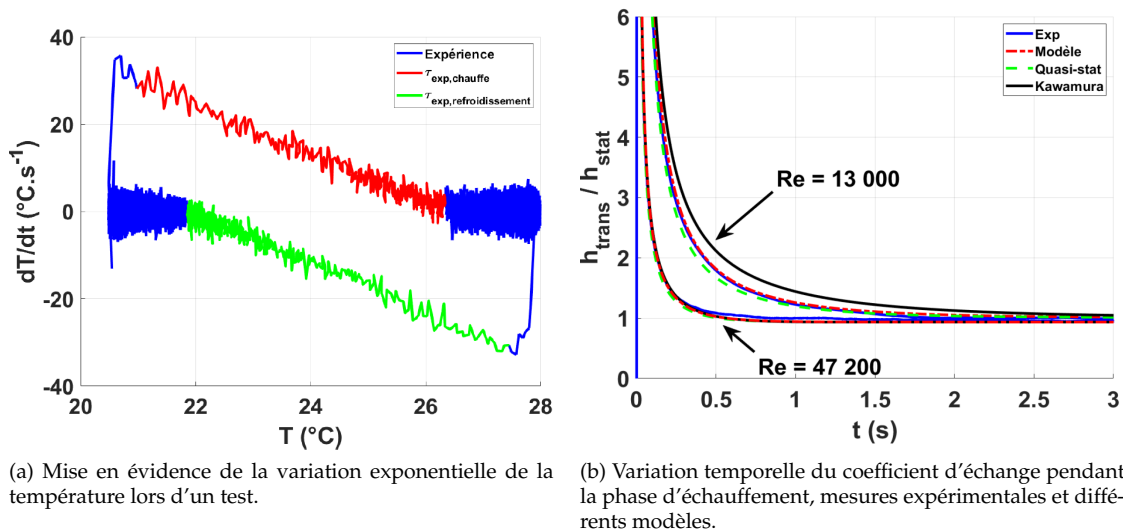 40
20
0
-20
-40
20
22
24
26
28
dT/dt (°C.s⁻¹)
T (°C)
Expérience
τexp,chauffe
τexp,refroidissement
6
5
4
3
2
1
0
0
0.5
1
1.5
2
2.5
3
h_trans / h_stat
t (s)
Exp
Modèle
Quasi-stat
Kawamura
Re = 13 000
Re = 47 200
(a) Mise en évidence de la variation exponentielle de la
température lors d'un test.
(b) Variation temporelle du coefficient d'échange pendant
la phase d'échauffement, mesures expérimentales et diffé-
rents modèles.